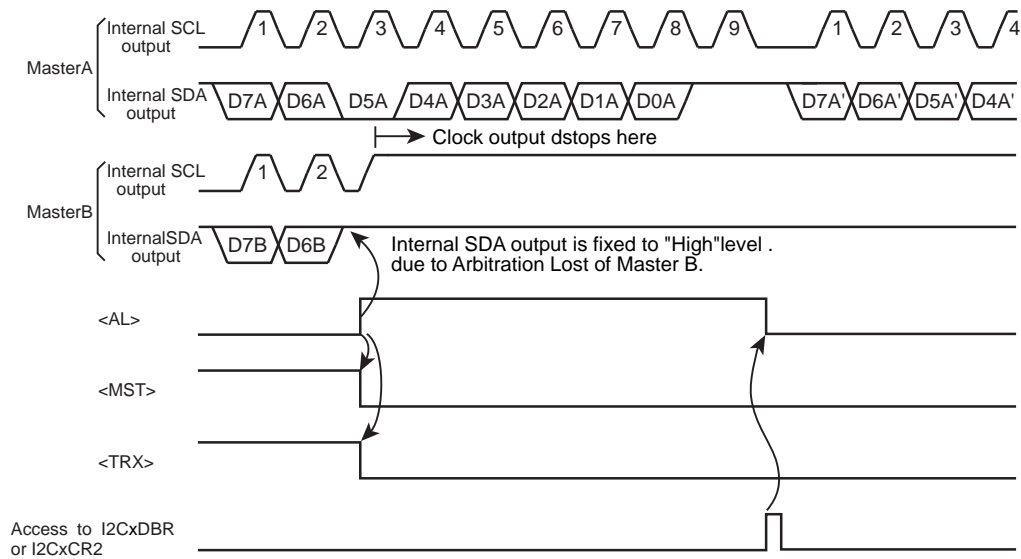 Internal SCL
output
1 2 3 4 5 6 7 8 9 1 2 3 4
MasterA
Internal SDA
output
D7A D6A D5A D4A D3A D2A D1A D0A D7A' D6A' D5A' D4A'
Clock output dstops here
Internal SCL
output
1 2
MasterB
InternalSDA
output
D7B D6B
Internal SDA output is fixed to "High"level .
due to Arbitration Lost of Master B.
<AL>
<MST>
<TRX>
Access to I2CxDBR
or I2CxCR2